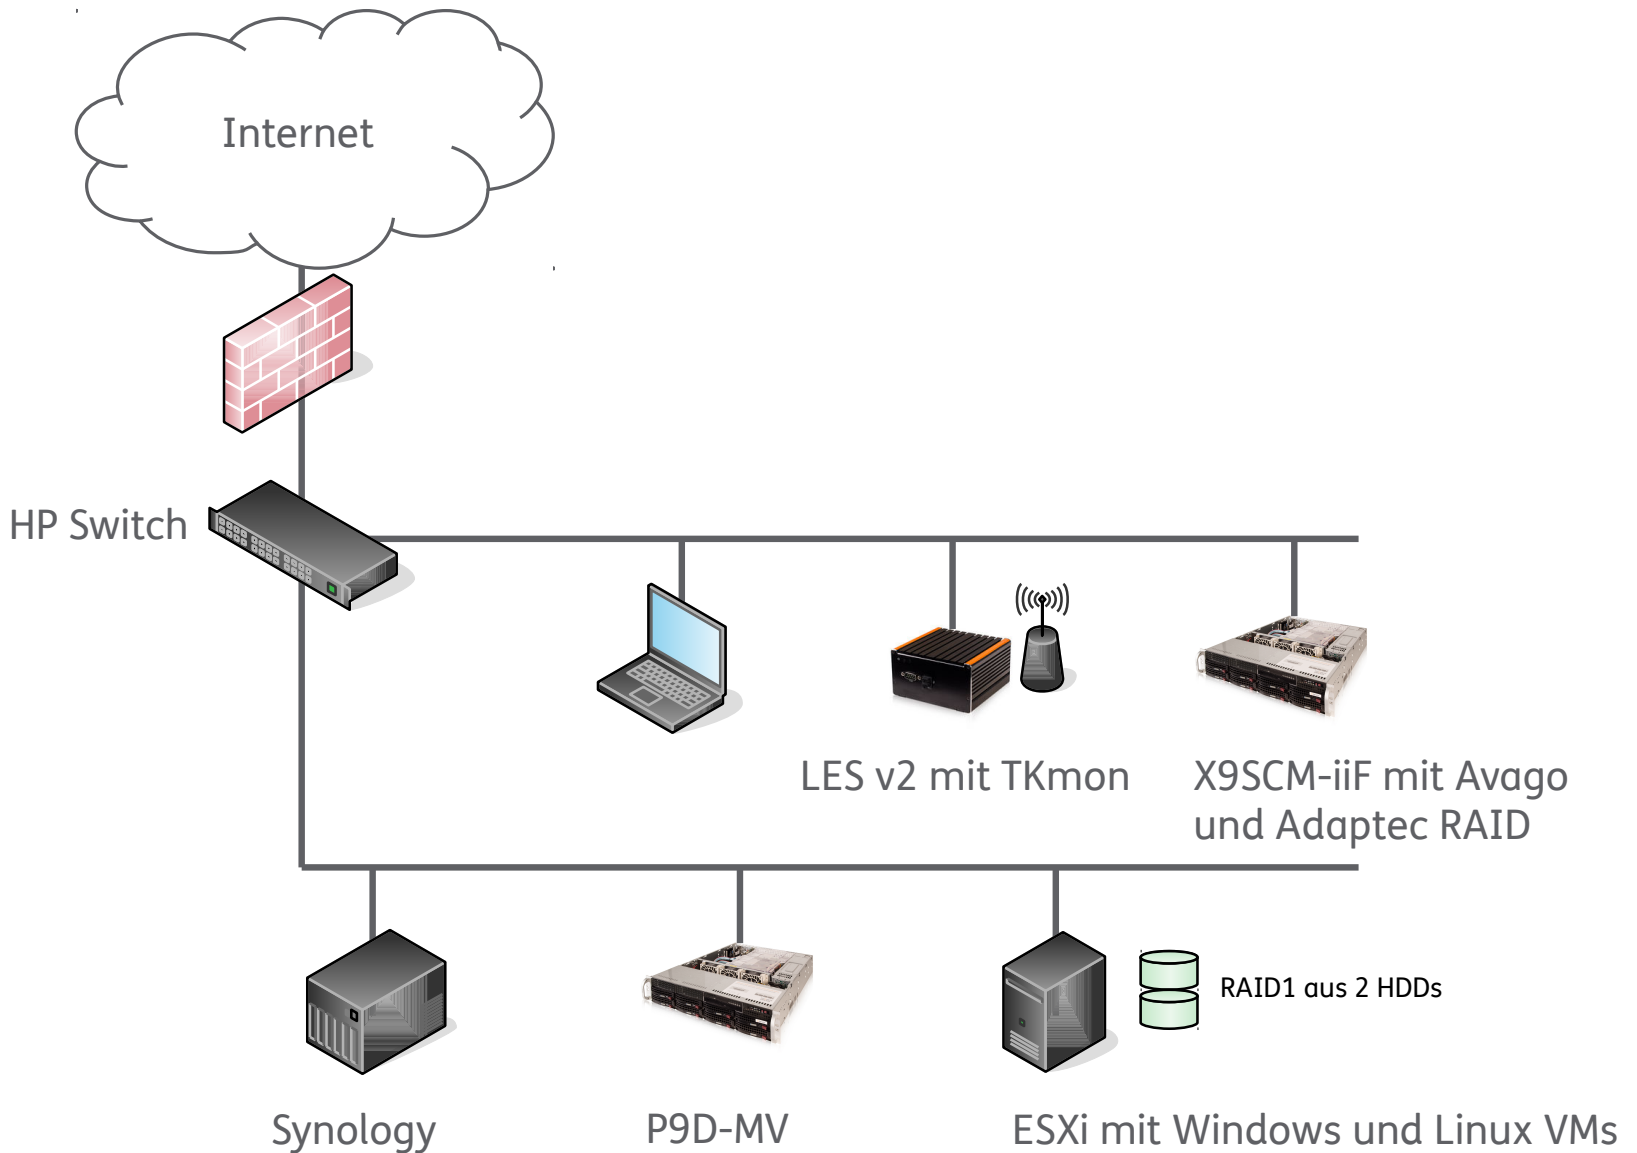 Internet
HP Switch
LES v2 mit TKmon
X9SCM-iiF mit Avago
und Adaptec RAID
RAID1 aus 2 HDDs
Synology
P9D-MV
ESXi mit Windows und Linux VMs